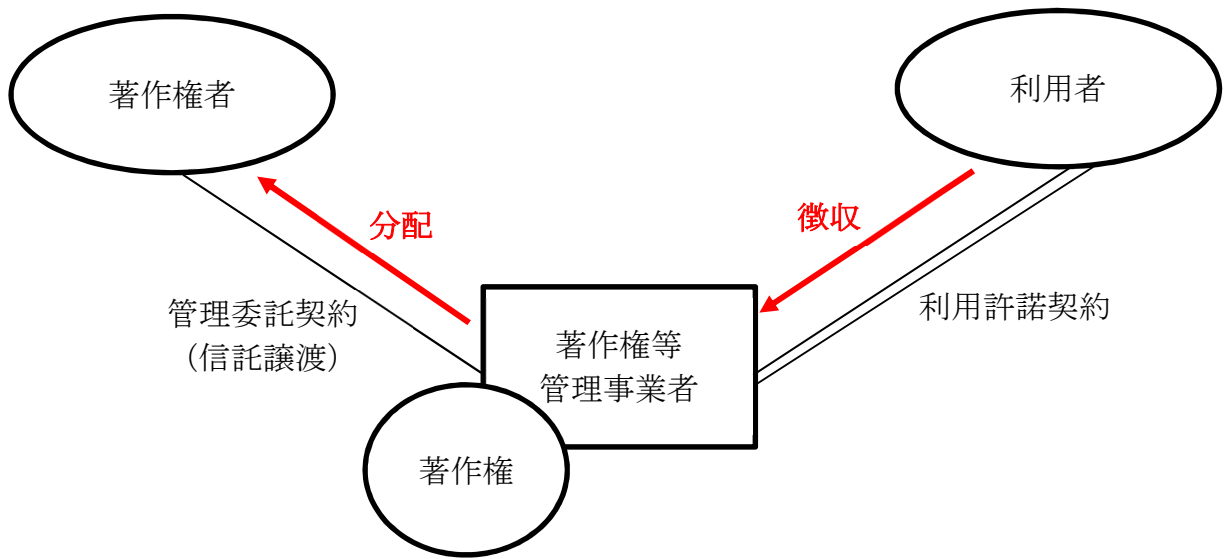 著作権者
利用者
分配
徴収
管理委託契約
（信託譲渡）
利用許諾契約
著作権等
管理事業者
著作権